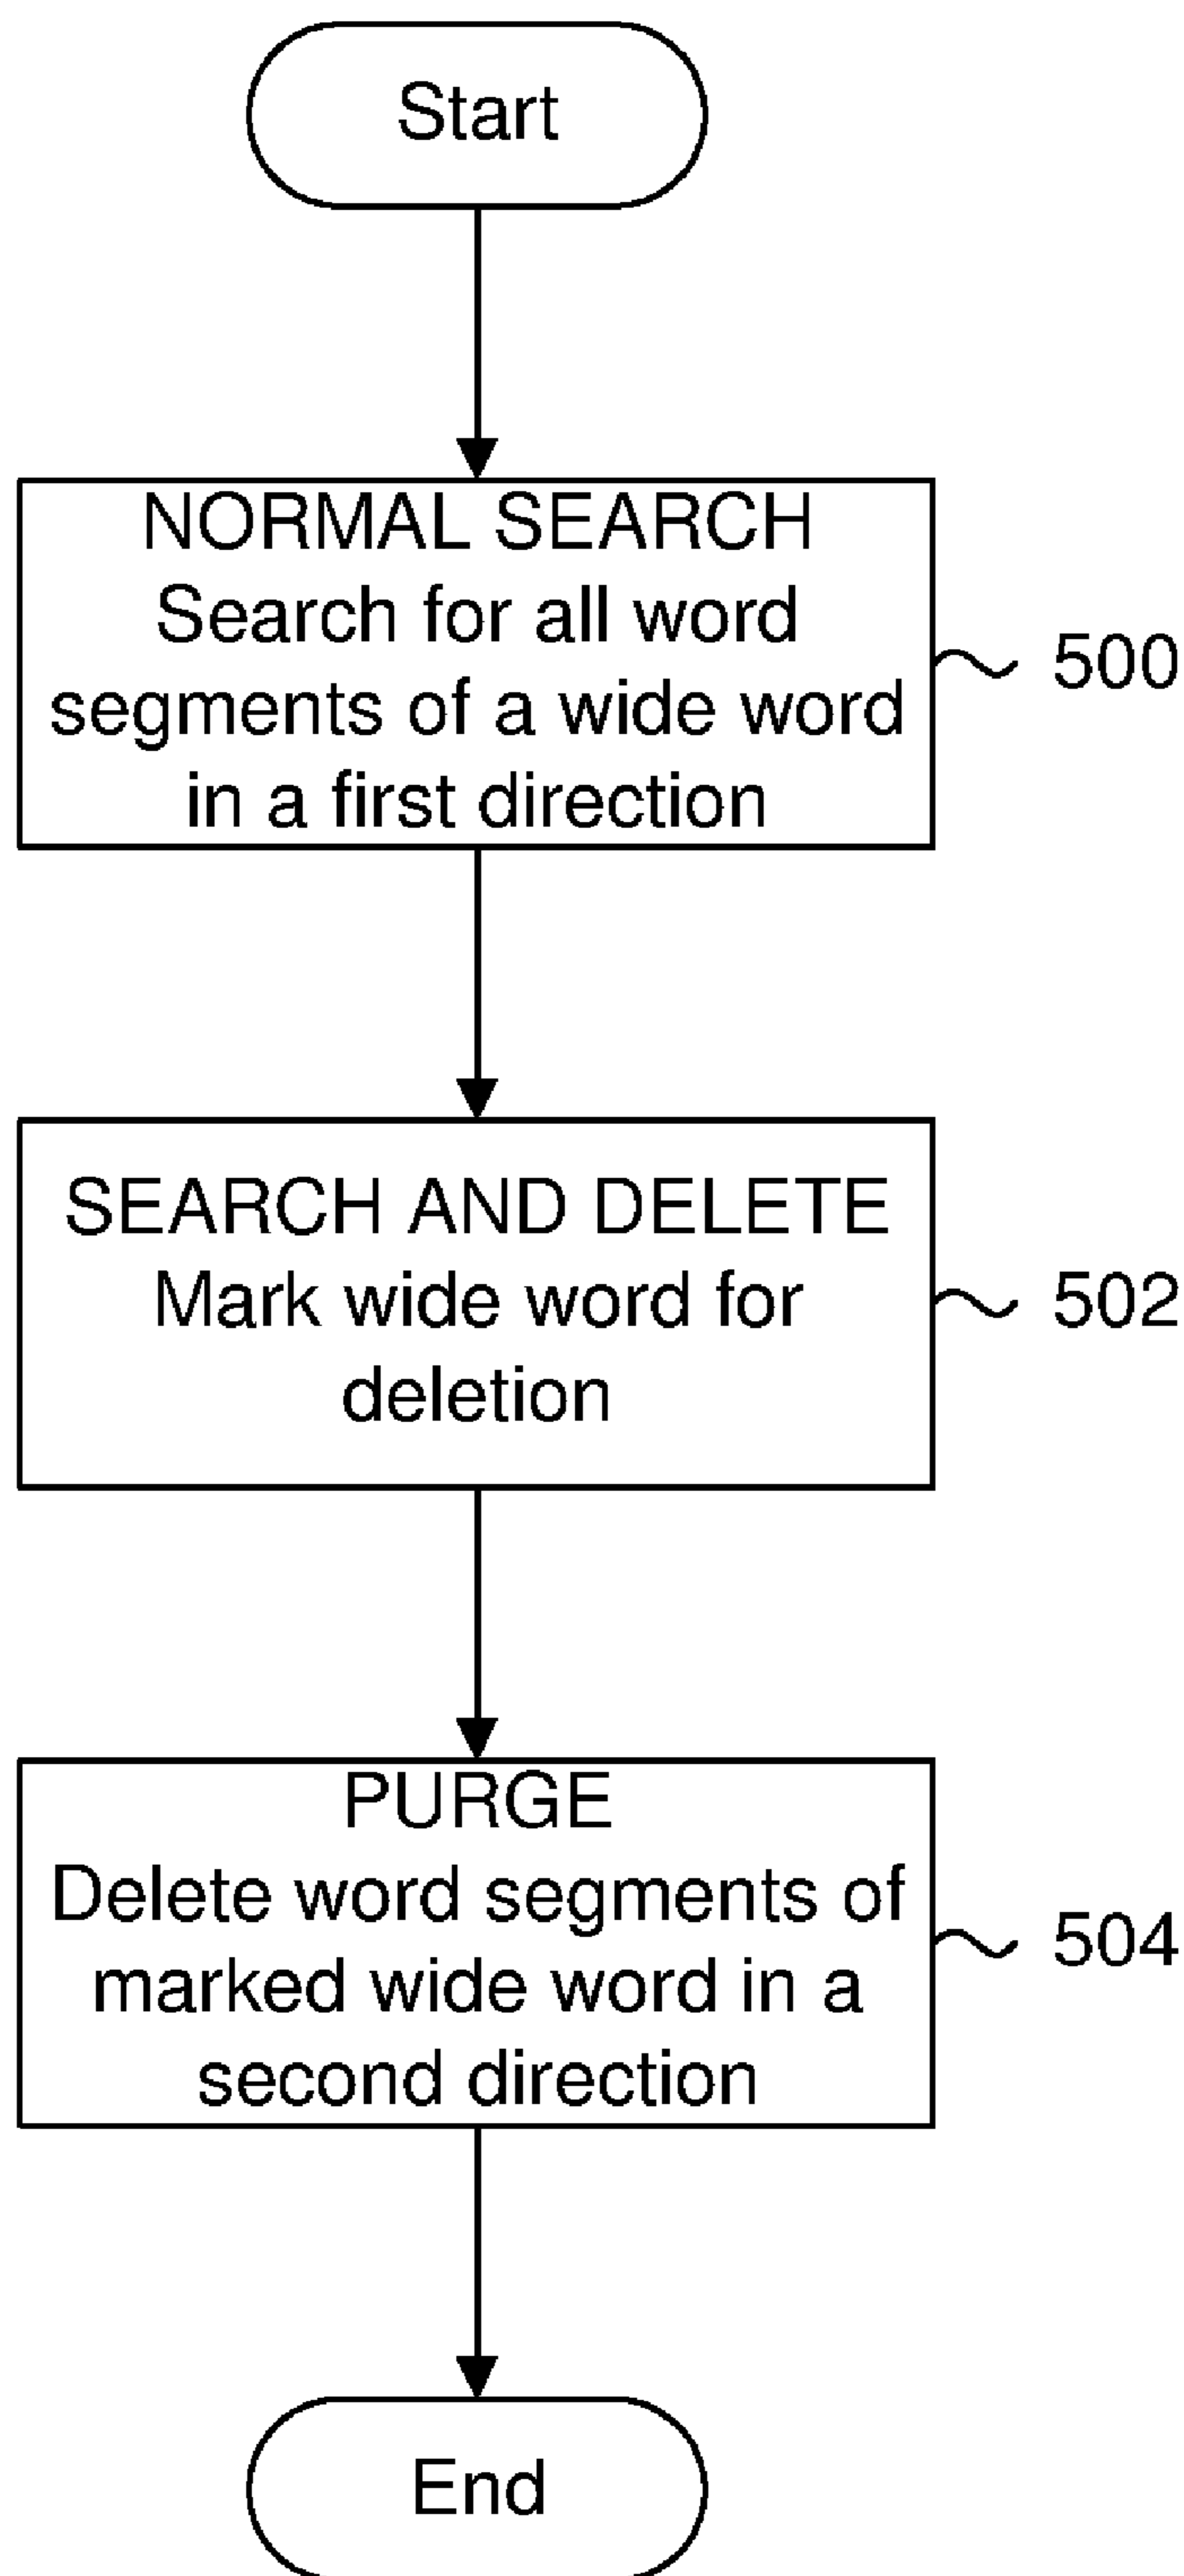 Start
NORMAL SEARCH
Search for all word
segments of a wide word
in a first direction
500
SEARCH AND DELETE
Mark wide word for
deletion
502
PURGE
Delete word segments of
marked wide word in a
second direction
504
End